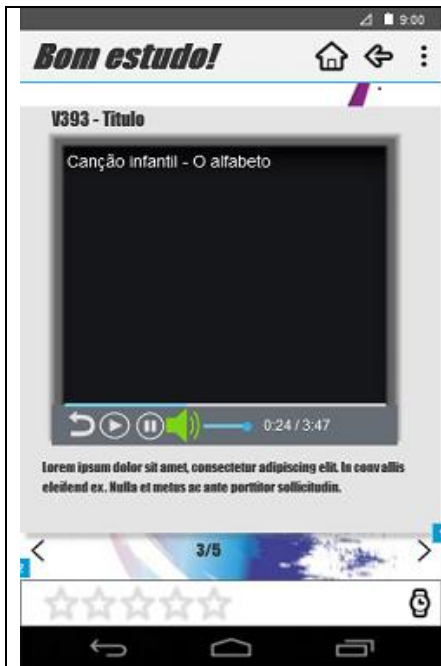 9:00
Bom estudo!
V393 - Titulo
Canção infantil - O alfabeto
0:24 / 3:47
Lorem ipsum dolor sit amet, consectetur adipiscing elit. In convallis
eleifend ex. Nulla et metus ac ante porttitor sollicitudin.
3/5